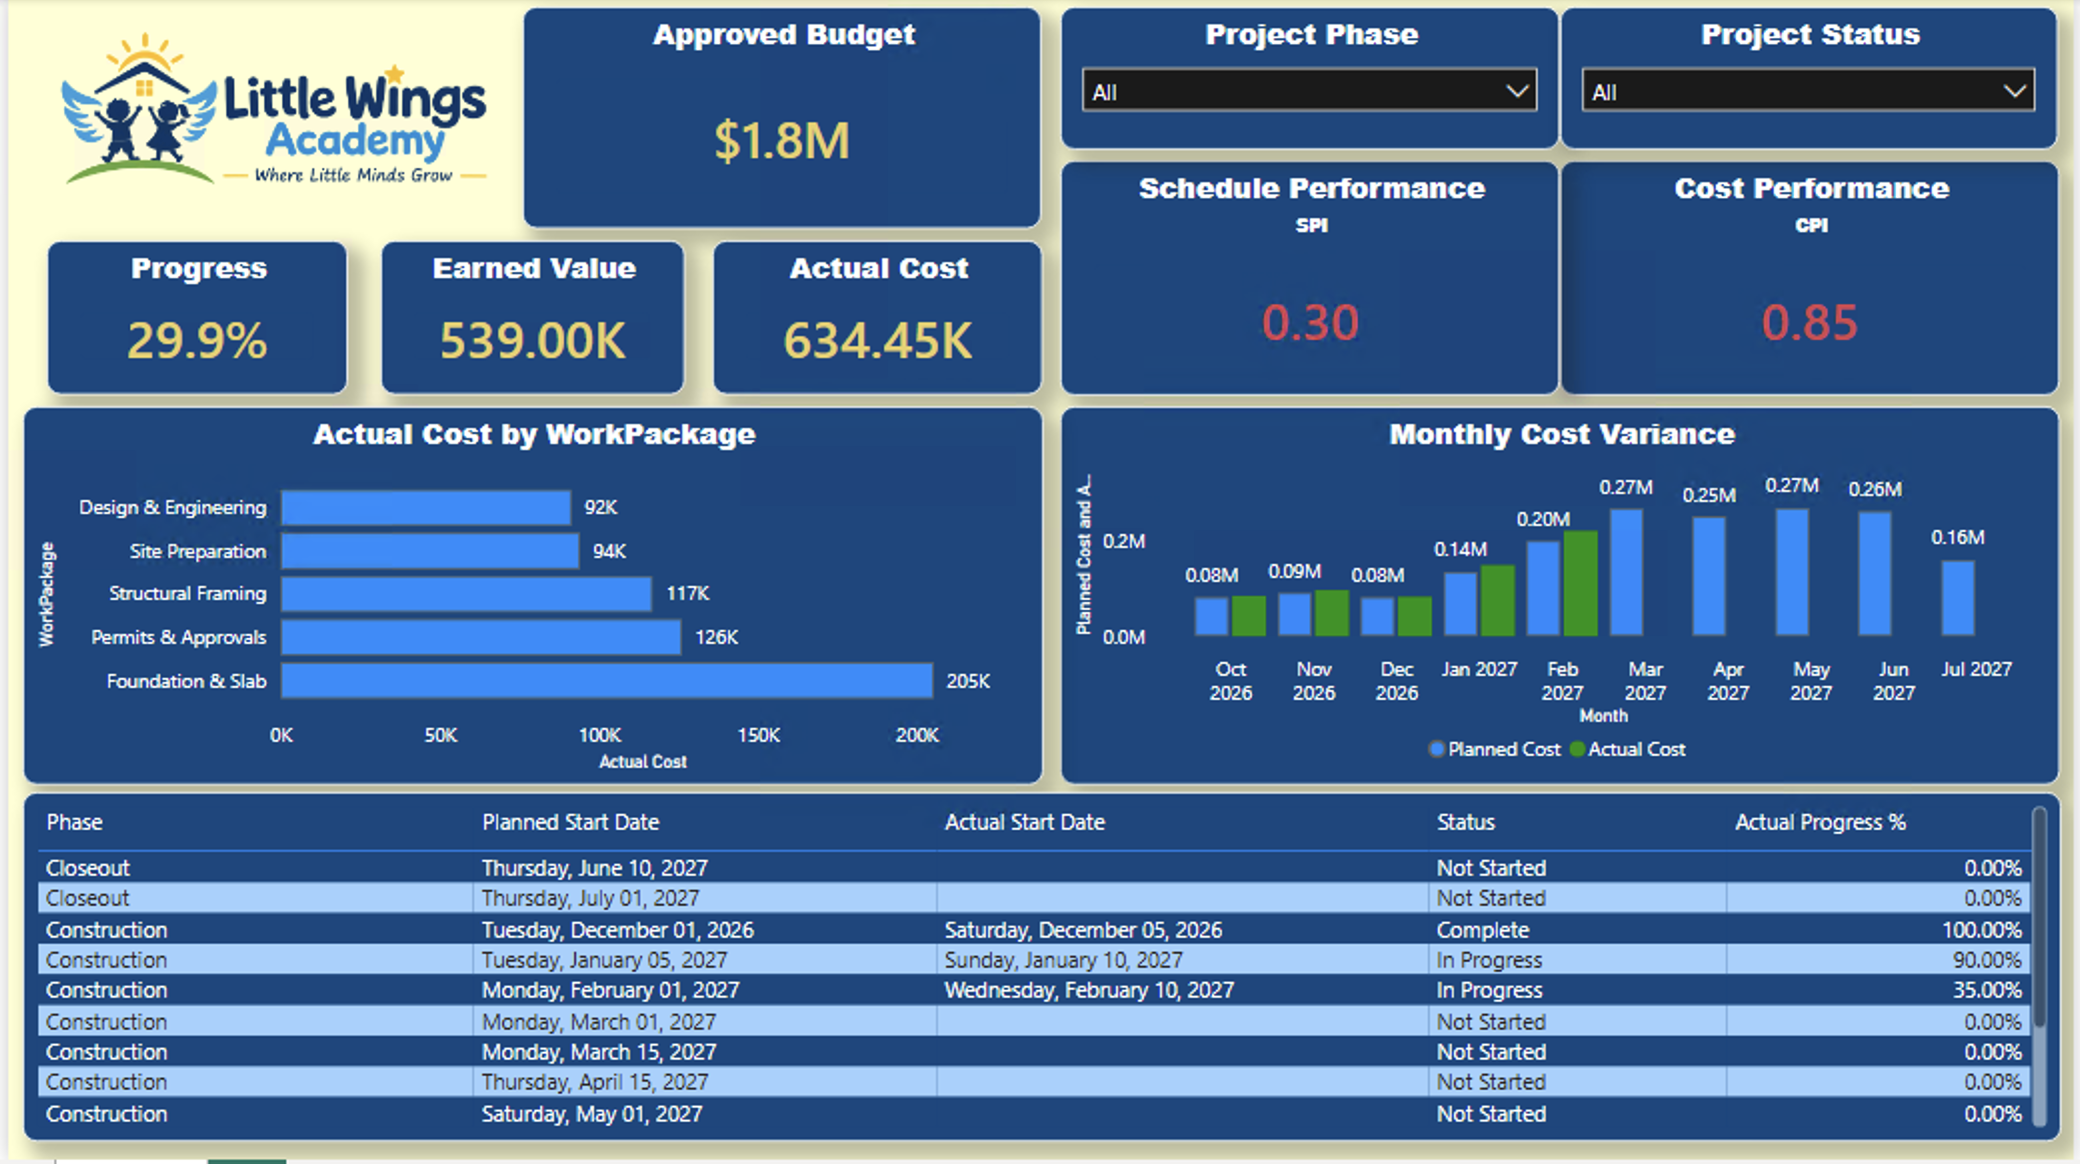 Little Wings
Academy
Where Little Minds Grow
Approved Budget
$1.8M
Project Phase
All
Project Status
All
Schedule Performance
SPI
0.30
Cost Performance
CPI
0.85
Progress
29.9%
Earned Value
539.00K
Actual Cost
634.45K
Actual Cost by WorkPackage
WorkPackage
Design & Engineering 92K
Site Preparation 94K
Structural Framing 117K
Permits & Approvals 126K
Foundation & Slab 205K
0K 50K 100K 150K 200K
Actual Cost
Monthly Cost Variance
Planned Cost and A...
0.2M
0.0M
0.08M 0.09M 0.08M 0.14M 0.20M 0.27M 0.25M 0.27M 0.26M 0.16M
Oct Nov Dec Jan 2027 Feb Mar Apr May Jun Jul 2027
2026 2026 2026 2027 2027 2027 2027 2027
Month
Planned Cost Actual Cost
Phase Planned Start Date Actual Start Date Status Actual Progress %
Closeout Thursday, June 10, 2027 Not Started 0.00%
Closeout Thursday, July 01, 2027 Not Started 0.00%
Construction Tuesday, December 01, 2026 Saturday, December 05, 2026 Complete 100.00%
Construction Tuesday, January 05, 2027 Sunday, January 10, 2027 In Progress 90.00%
Construction Monday, February 01, 2027 Wednesday, February 10, 2027 In Progress 35.00%
Construction Monday, March 01, 2027 Not Started 0.00%
Construction Monday, March 15, 2027 Not Started 0.00%
Construction Thursday, April 15, 2027 Not Started 0.00%
Construction Saturday, May 01, 2027 Not Started 0.00%